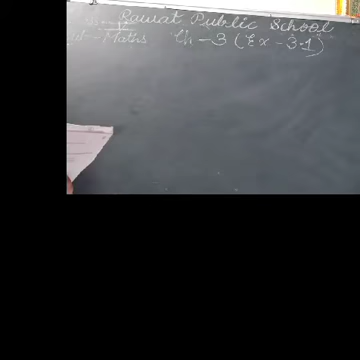 Rawat Public School
Maths Ch - 3 (Ex - 3.1)